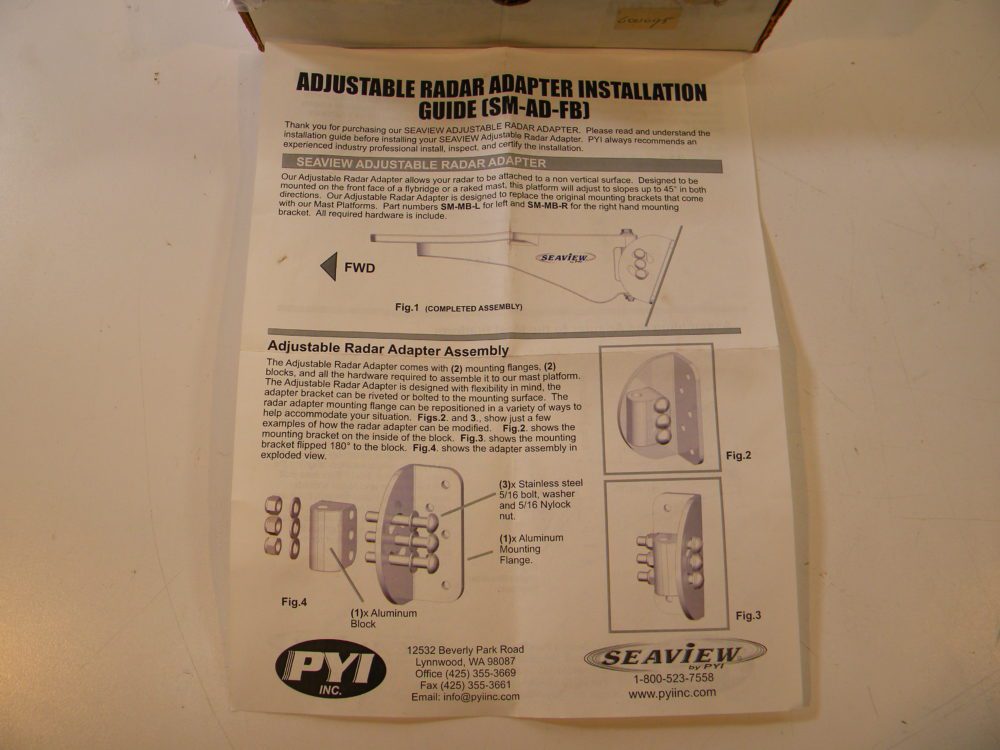 ADJUSTABLE RADAR ADAPTER INSTALLATION
GUIDE (SM-AD-FB)
Thank you for purchasing our SEAVIEW ADJUSTABLE RADAR ADAPTER. Please read and understand the
installation guide before installing your SEAVIEW Adjustable Radar Adapter. PYI always recommends an
experienced industry professional install, inspect, and certify the installation.
SEAVIEW ADJUSTABLE RADAR ADAPTER
Our Adjustable Radar Adapter allows your radar to be attached to a non vertical surface. Designed to be
mounted on the front face of a flybridge or a raked mast, this platform will adjust to slopes up to 45° in both
directions. Our Adjustable Radar Adapter is designed to replace the original mounting brackets that come
with our Mast Platforms. Part numbers SM-MB-L for left and SM-MB-R for the right hand mounting
bracket. All required hardware is include.
SEAVIEW
FWD
Fig.1 (COMPLETED ASSEMBLY)
Adjustable Radar Adapter Assembly
The Adjustable Radar Adapter comes with (2) mounting flanges, (2)
blocks, and all the hardware required to assemble it to our mast platform.
The Adjustable Radar Adapter is designed with flexibility in mind, the
adapter bracket can be riveted or bolted to the mounting surface. The
radar adapter mounting flange can be repositioned in a variety of ways to
help accommodate your situation. Figs.2. and 3., show just a few
examples of how the radar adapter can be modified. Fig.2. shows the
mounting bracket on the inside of the block. Fig.3. shows the mounting
bracket flipped 180° to the block. Fig.4. shows the adapter assembly in
exploded view.
Fig.2
(3)x Stainless steel
5/16 bolt, washer
and 5/16 Nylock
nut.
(1)x Aluminum
Mounting
Flange.
Fig.4
(1)x Aluminum
Block
Fig.3
PYI
INC.
12532 Beverly Park Road
Lynnwood, WA 98087
Office (425) 355-3669
Fax (425) 355-3661
Email: info@pyiinc.com
SEAVIEW
by PYI
1-800-523-7558
www.pyiinc.com